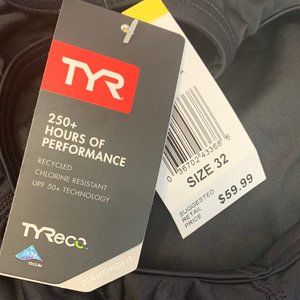 TYR
250+
HOURS OF
PERFORMANCE
RECYCLED
CHLORINE RESISTANT
UPF 50+ TECHNOLOGY
TYReco
DIAMONDFIT
SIZE 32
SUGGESTED
RETAIL
PRICE
$59.99